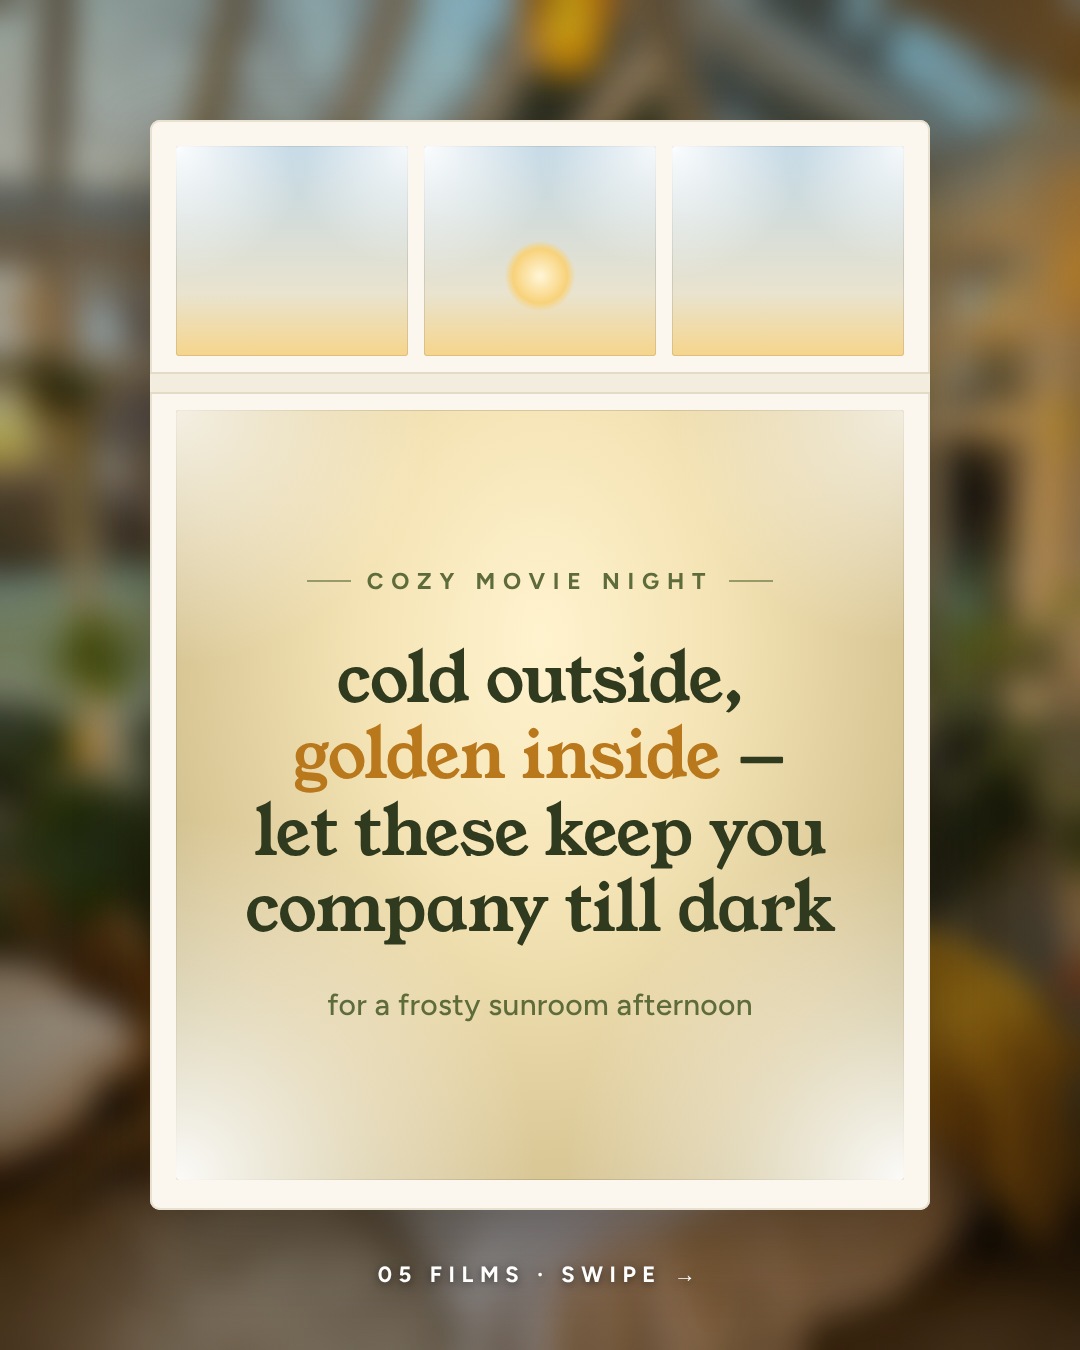 COZY MOVIE NIGHT
cold outside,
golden inside –
let these keep you
company till dark
for a frosty sunroom afternoon
05 FILMS · SWIPE →